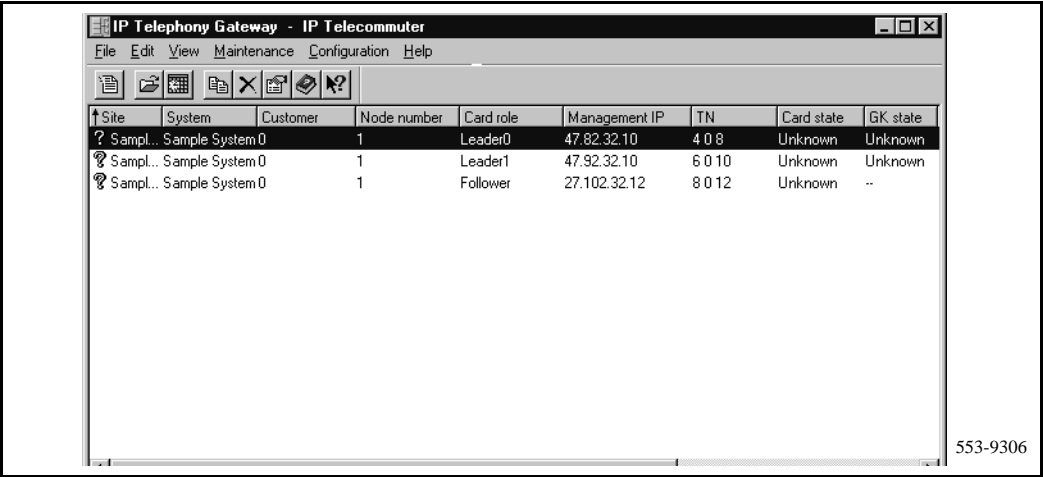 IP Telephony Gateway - IP Telecommuter
File Edit View Maintenance Configuration Help
Site System Customer Node number Card role Management IP TN Card state GK state
? Sampl... Sample System 0 1 Leader0 47.82.32.10 4 0 8 Unknown Unknown
? Sampl... Sample System 0 1 Leader1 47.92.32.10 6 0 10 Unknown Unknown
? Sampl... Sample System 0 1 Follower 27.102.32.12 8 0 12 Unknown --
553-9306